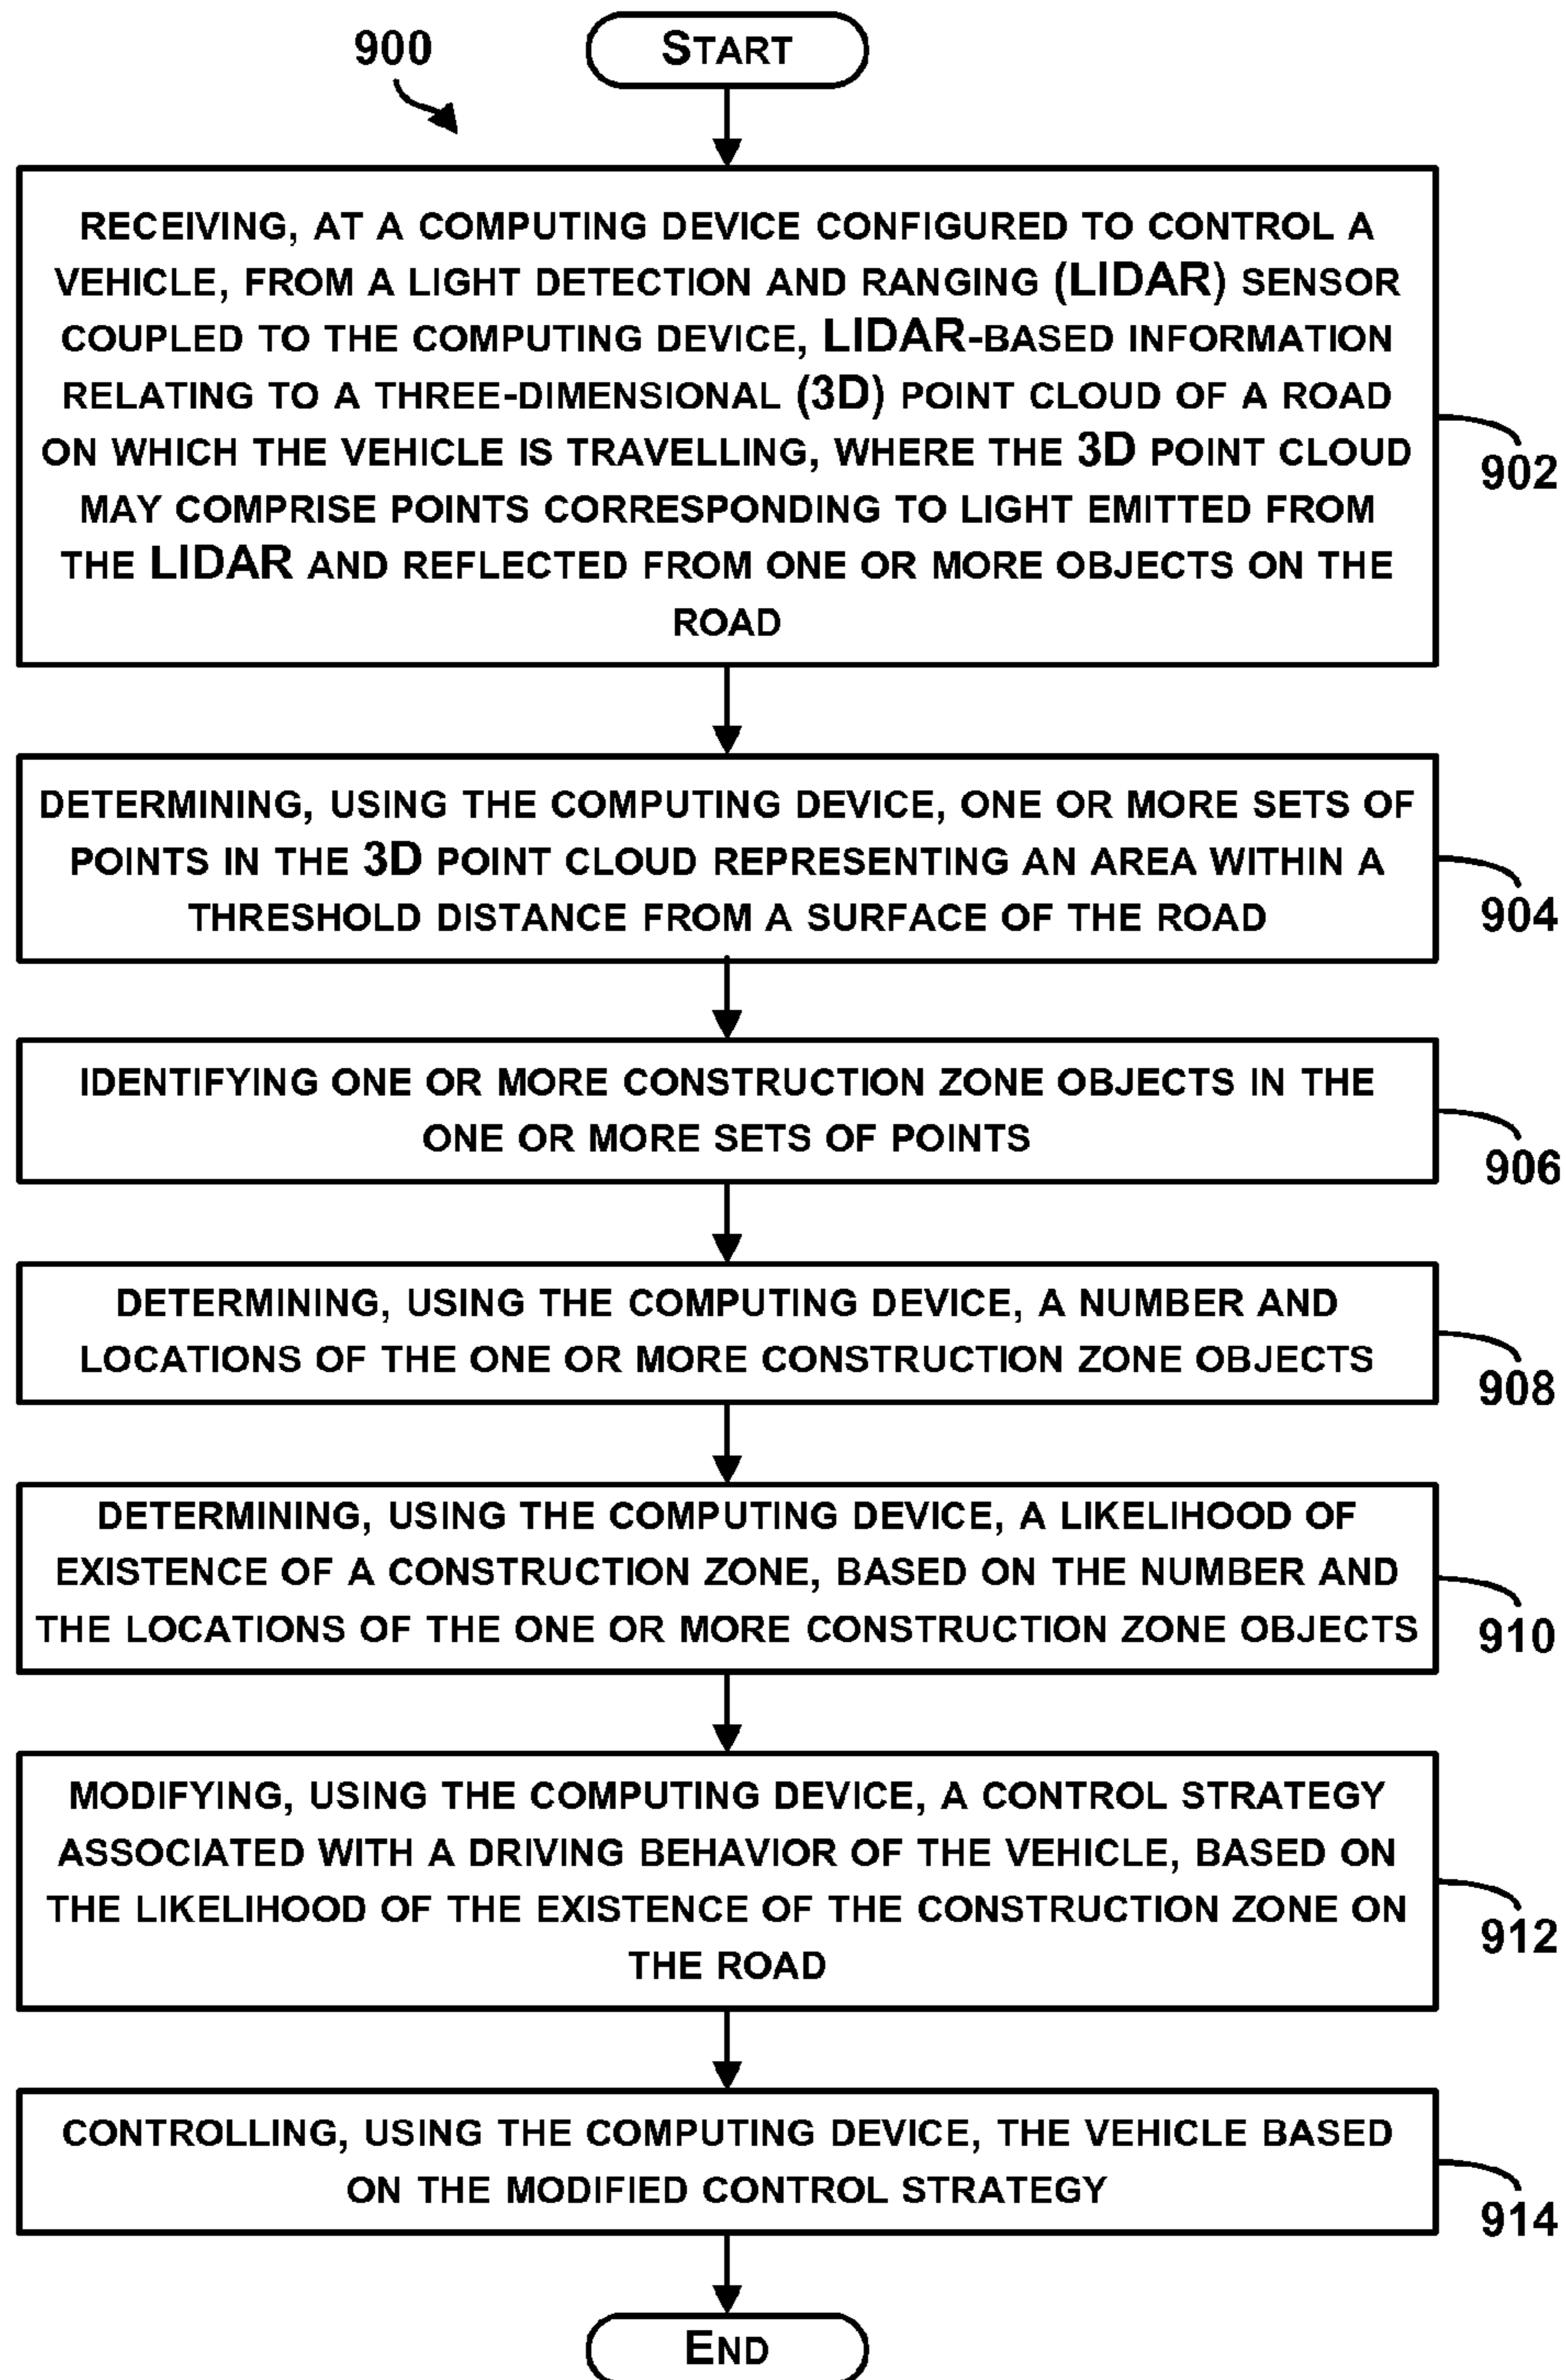 900
START
RECEIVING, AT A COMPUTING DEVICE CONFIGURED TO CONTROL A
VEHICLE, FROM A LIGHT DETECTION AND RANGING (LIDAR) SENSOR
COUPLED TO THE COMPUTING DEVICE, LIDAR-BASED INFORMATION
RELATING TO A THREE-DIMENSIONAL (3D) POINT CLOUD OF A ROAD
ON WHICH THE VEHICLE IS TRAVELLING, WHERE THE 3D POINT CLOUD
MAY COMPRISE POINTS CORRESPONDING TO LIGHT EMITTED FROM
THE LIDAR AND REFLECTED FROM ONE OR MORE OBJECTS ON THE
ROAD
902
DETERMINING, USING THE COMPUTING DEVICE, ONE OR MORE SETS OF
POINTS IN THE 3D POINT CLOUD REPRESENTING AN AREA WITHIN A
THRESHOLD DISTANCE FROM A SURFACE OF THE ROAD
904
IDENTIFYING ONE OR MORE CONSTRUCTION ZONE OBJECTS IN THE
ONE OR MORE SETS OF POINTS
906
DETERMINING, USING THE COMPUTING DEVICE, A NUMBER AND
LOCATIONS OF THE ONE OR MORE CONSTRUCTION ZONE OBJECTS
908
DETERMINING, USING THE COMPUTING DEVICE, A LIKELIHOOD OF
EXISTENCE OF A CONSTRUCTION ZONE, BASED ON THE NUMBER AND
THE LOCATIONS OF THE ONE OR MORE CONSTRUCTION ZONE OBJECTS
910
MODIFYING, USING THE COMPUTING DEVICE, A CONTROL STRATEGY
ASSOCIATED WITH A DRIVING BEHAVIOR OF THE VEHICLE, BASED ON
THE LIKELIHOOD OF THE EXISTENCE OF THE CONSTRUCTION ZONE ON
THE ROAD
912
CONTROLLING, USING THE COMPUTING DEVICE, THE VEHICLE BASED
ON THE MODIFIED CONTROL STRATEGY
914
END